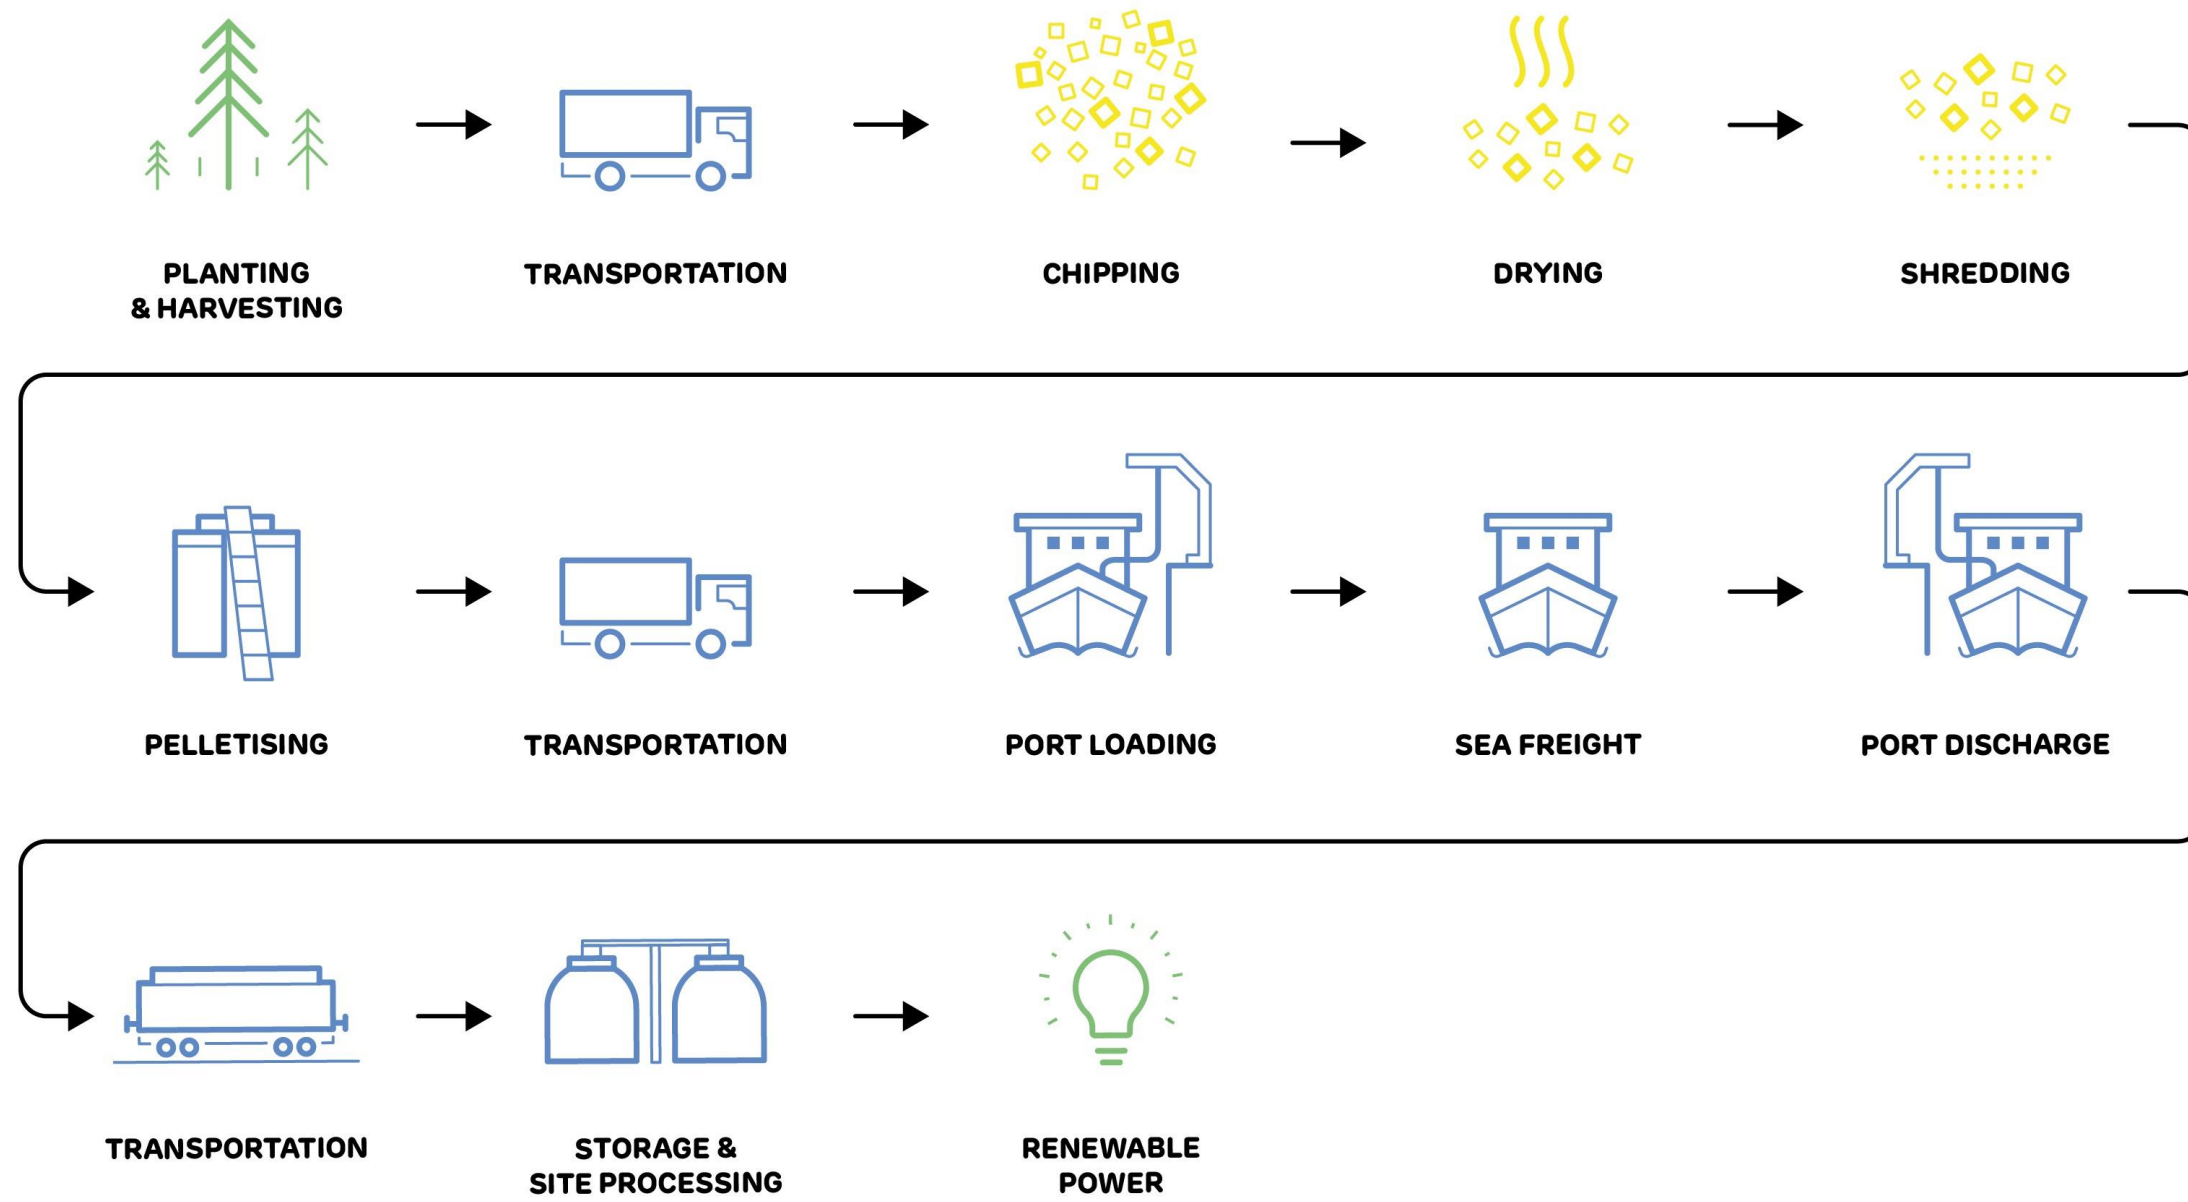 PLANTING
& HARVESTING
TRANSPORTATION
CHIPPING
DRYING
SHREDDING
PELLETISING
TRANSPORTATION
PORT LOADING
SEA FREIGHT
PORT DISCHARGE
TRANSPORTATION
STORAGE &
SITE PROCESSING
RENEWABLE
POWER